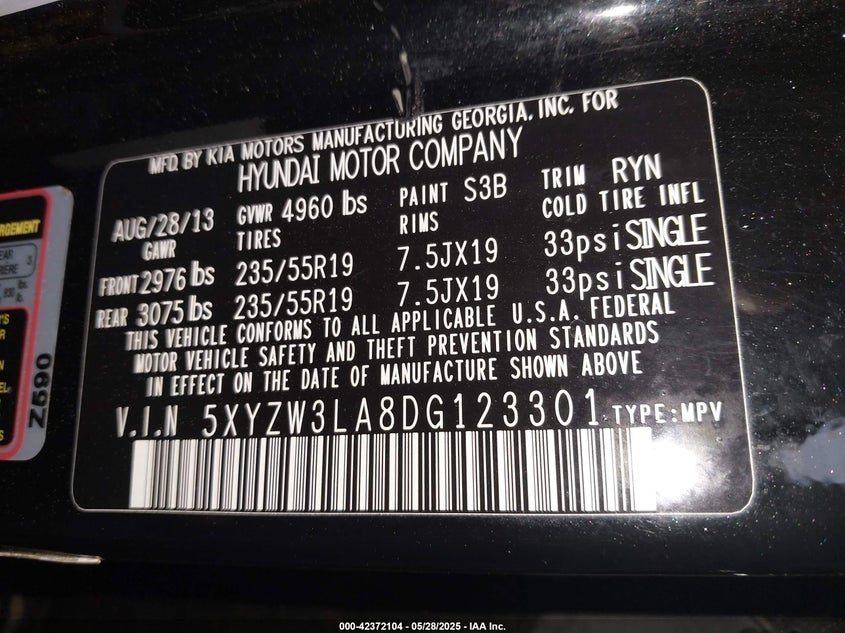 MFD. BY KIA MOTORS MANUFACTURING GEORGIA, INC. FOR
HYUNDAI MOTOR COMPANY
AUG/28/13 GVWR 4960 lbs PAINT S3B TRIM RYN
GAWR TIRES RIMS COLD TIRE INFL
FRONT 2976 lbs 235/55R19 7.5JX19 33psi SINGLE
REAR 3075 lbs 235/55R19 7.5JX19 33psi SINGLE
THIS VEHICLE CONFORMS TO ALL APPLICABLE U.S.A. FEDERAL
MOTOR VEHICLE SAFETY AND THEFT PREVENTION STANDARDS
IN EFFECT ON THE DATE OF MANUFACTURE SHOWN ABOVE
V.I.N 5XYZW3LA8DG123301 TYPE:MPV
Z590
000-42372104 - 05/28/2025 - IAA Inc.